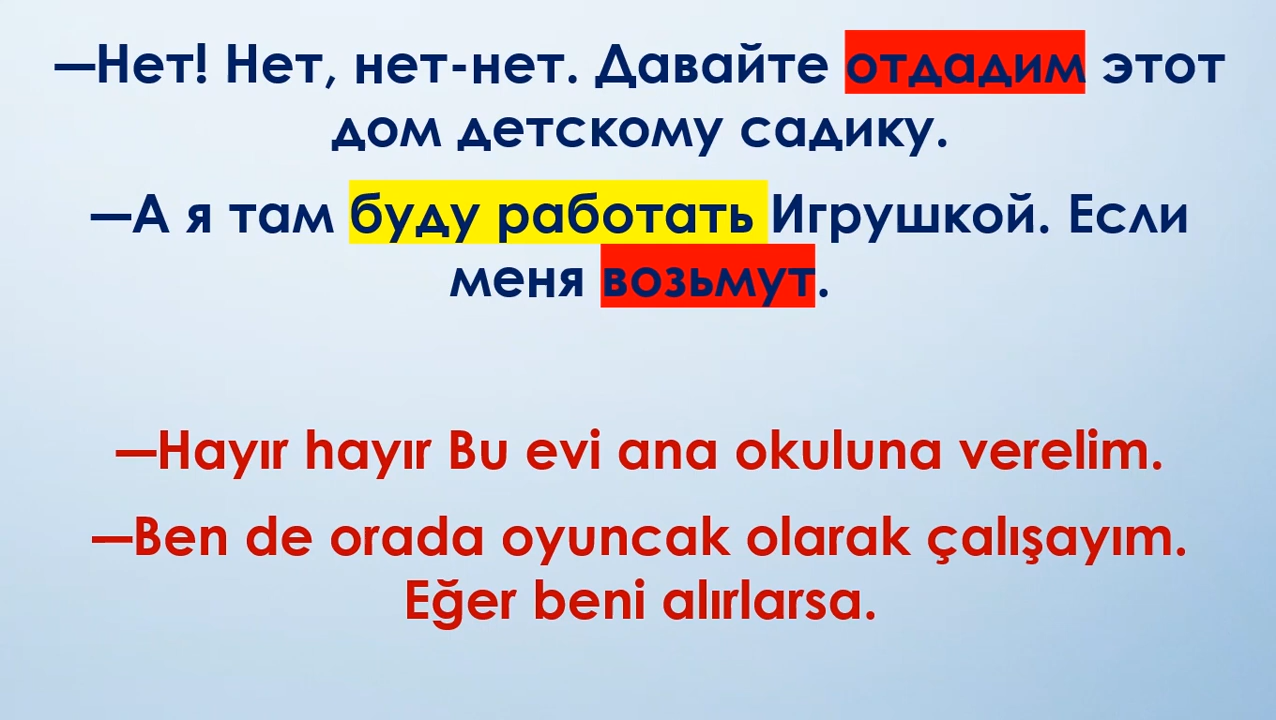 —Нет! Нет, нет-нет. Давайте отдадим этот
дом детскому садику.
—А я там буду работать Игрушкой. Если
меня возьмут.
—Hayır hayır Bu evi ana okuluna verelim.
—Ben de orada oyuncak olarak çalışayım.
Eğer beni alırlarsa.